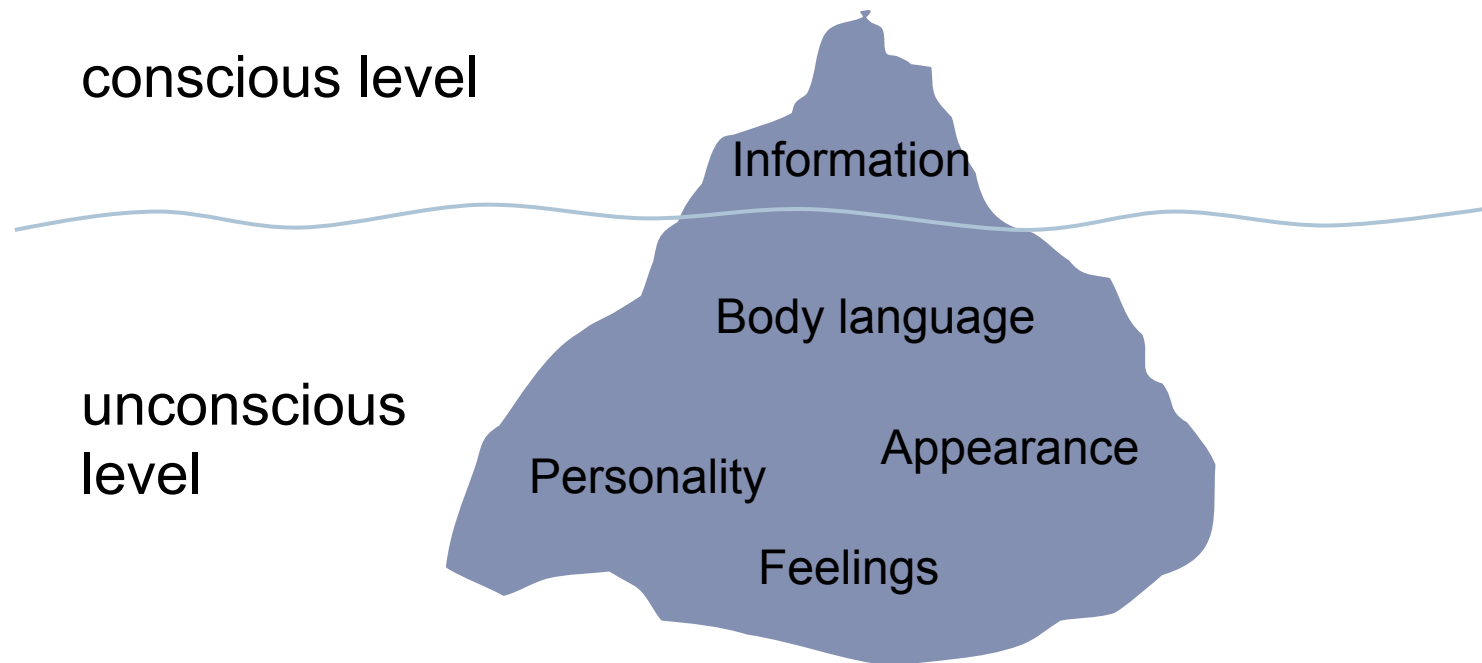 conscious level
Information
Body language
unconscious
level
Appearance
Personality
Feelings